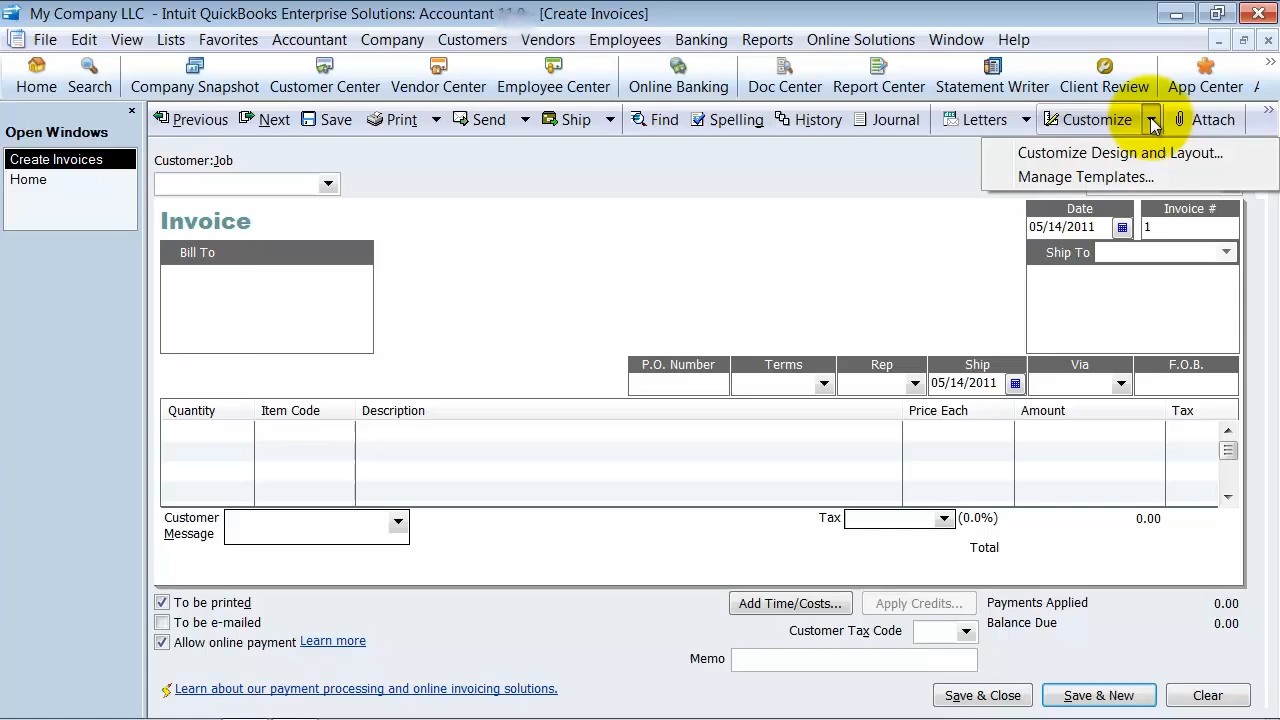 My Company LLC - Intuit QuickBooks Enterprise Solutions: Accountant - [Create Invoices]
File Edit View Lists Favorites Accountant Company Customers Vendors Employees Banking Reports Online Solutions Window Help
Home Search Company Snapshot Customer Center Vendor Center Employee Center Online Banking Doc Center Report Center Statement Writer Client Review App Center
Open Windows
Create Invoices
Home
Previous Next Save Print Send Ship Find Spelling History Journal Letters Customize Attach
Customize Design and Layout...
Manage Templates...
Customer:Job
Invoice
Date Invoice #
05/14/2011 1
Bill To
Ship To
P.O. Number Terms Rep Ship Via F.O.B.
05/14/2011
Quantity Item Code Description Price Each Amount Tax
Customer Message
Tax (0.0%) 0.00
Total
To be printed
To be e-mailed
Allow online payment Learn more
Add Time/Costs... Apply Credits...
Payments Applied 0.00
Balance Due 0.00
Customer Tax Code
Memo
Learn about our payment processing and online invoicing solutions.
Save & Close Save & New Clear